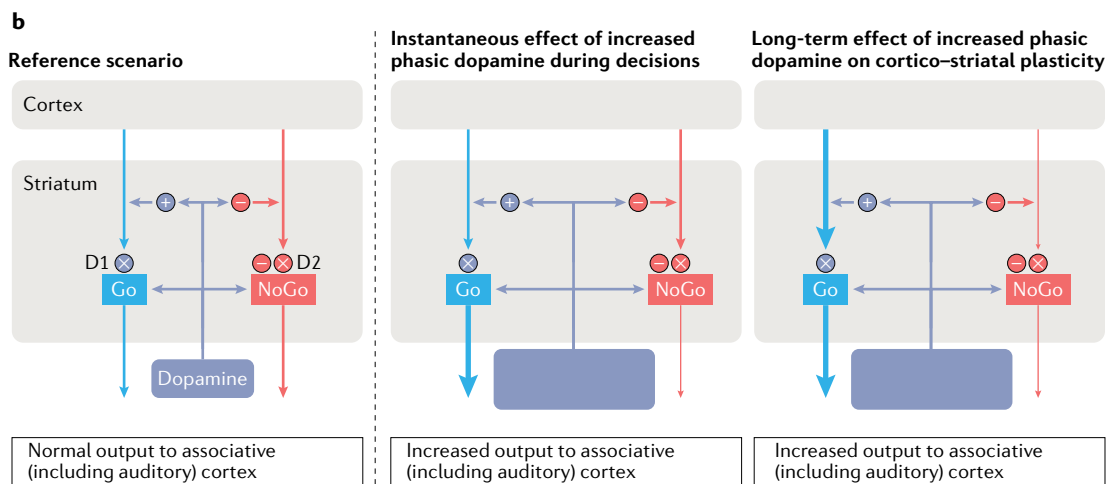 b
Reference scenario
Instantaneous effect of increased
phasic dopamine during decisions
Long-term effect of increased phasic
dopamine on cortico–striatal plasticity
Cortex
Striatum
+
−
D1 ×
− × D2
Go
NoGo
Dopamine
+
−
×
− ×
Go
NoGo
+
−
×
− ×
Go
NoGo
Normal output to associative
(including auditory) cortex
Increased output to associative
(including auditory) cortex
Increased output to associative
(including auditory) cortex